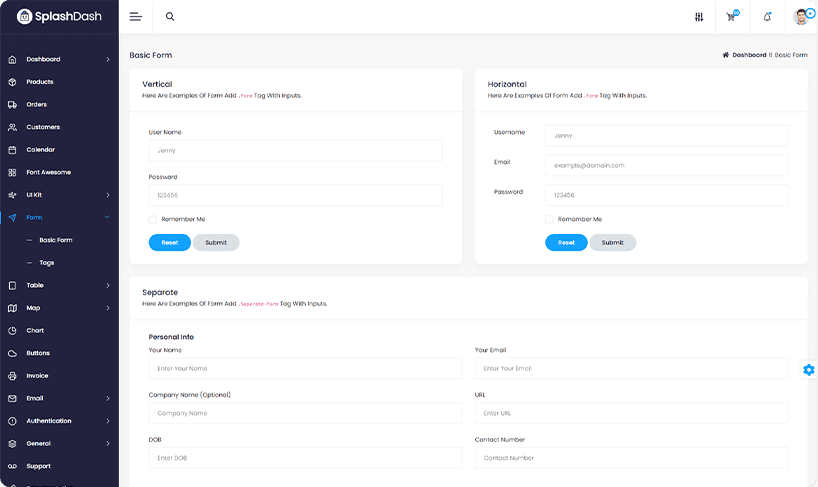 SplashDash
Dashboard
Products
Orders
Customers
Calendar
Font Awesome
UI Kit
Form
Basic Form
Tags
Table
Map
Chart
Buttons
Invoice
Email
Authentication
General
Support
Basic Form
Dashboard II Basic Form
Vertical
Here Are Examples Of Form Add .Form Tag With Inputs.
User Name
Jenny
Password
123456
Remember Me
Reset Submit
Horizontal
Here Are Examples Of Form Add .Form Tag With Inputs.
Username Jenny
Email example@domain.com
Password 123456
Remember Me
Reset Submit
Separate
Here Are Examples Of Form Add .Separate-Form Tag With Inputs.
Personal Info
Your Name Your Email
Enter Your Name Enter Your Email
Company Name (Optional) URL
Company Name Enter URL
DOB Contact Number
Enter DOB Contact Number